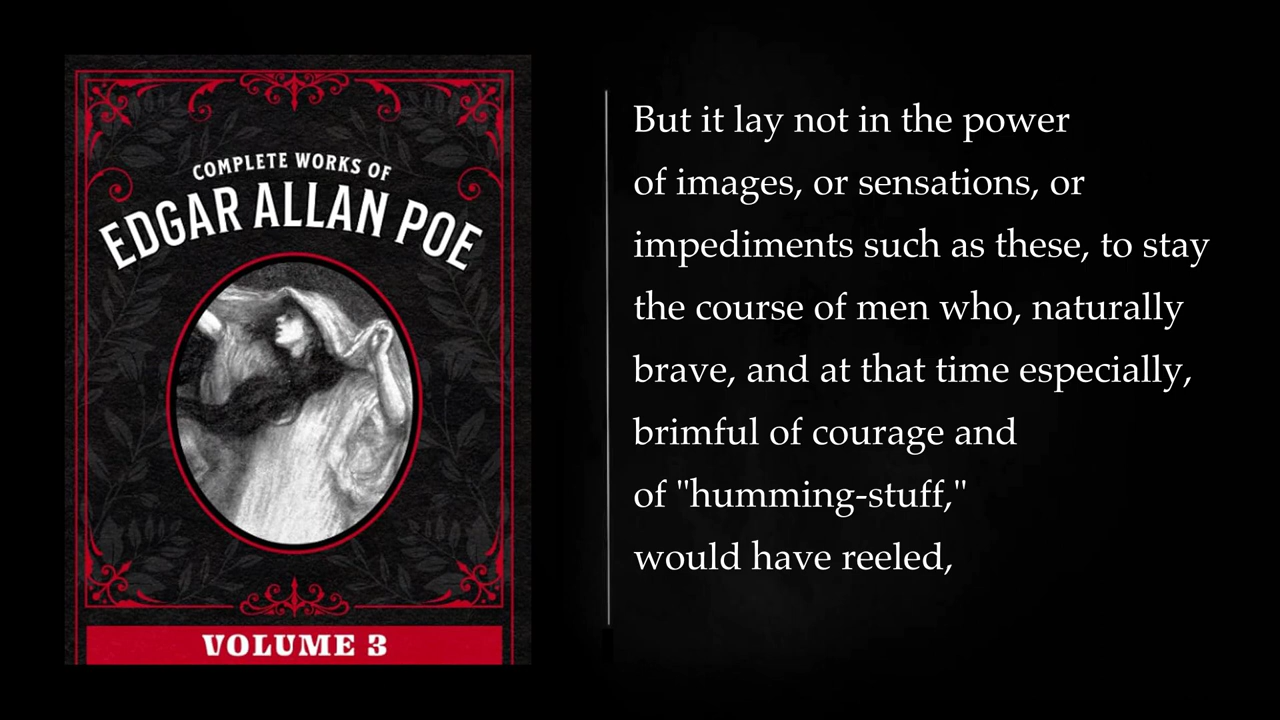 COMPLETE WORKS OF
EDGAR ALLAN POE
VOLUME 3
But it lay not in the power
of images, or sensations, or
impediments such as these, to stay
the course of men who, naturally
brave, and at that time especially,
brimful of courage and
of "humming-stuff,"
would have reeled,